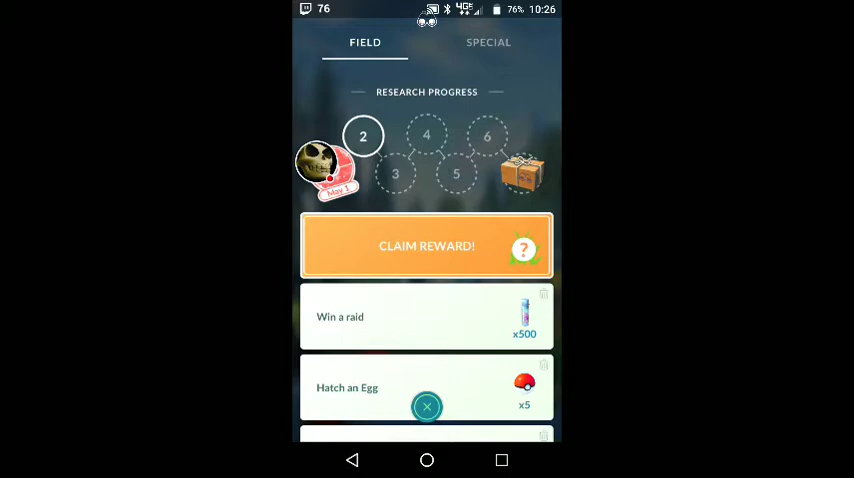 76 4GE 76% 10:26
FIELD SPECIAL
RESEARCH PROGRESS
2 4 6
3 5
May 1
CLAIM REWARD! ?
Win a raid
x500
Hatch an Egg
x5